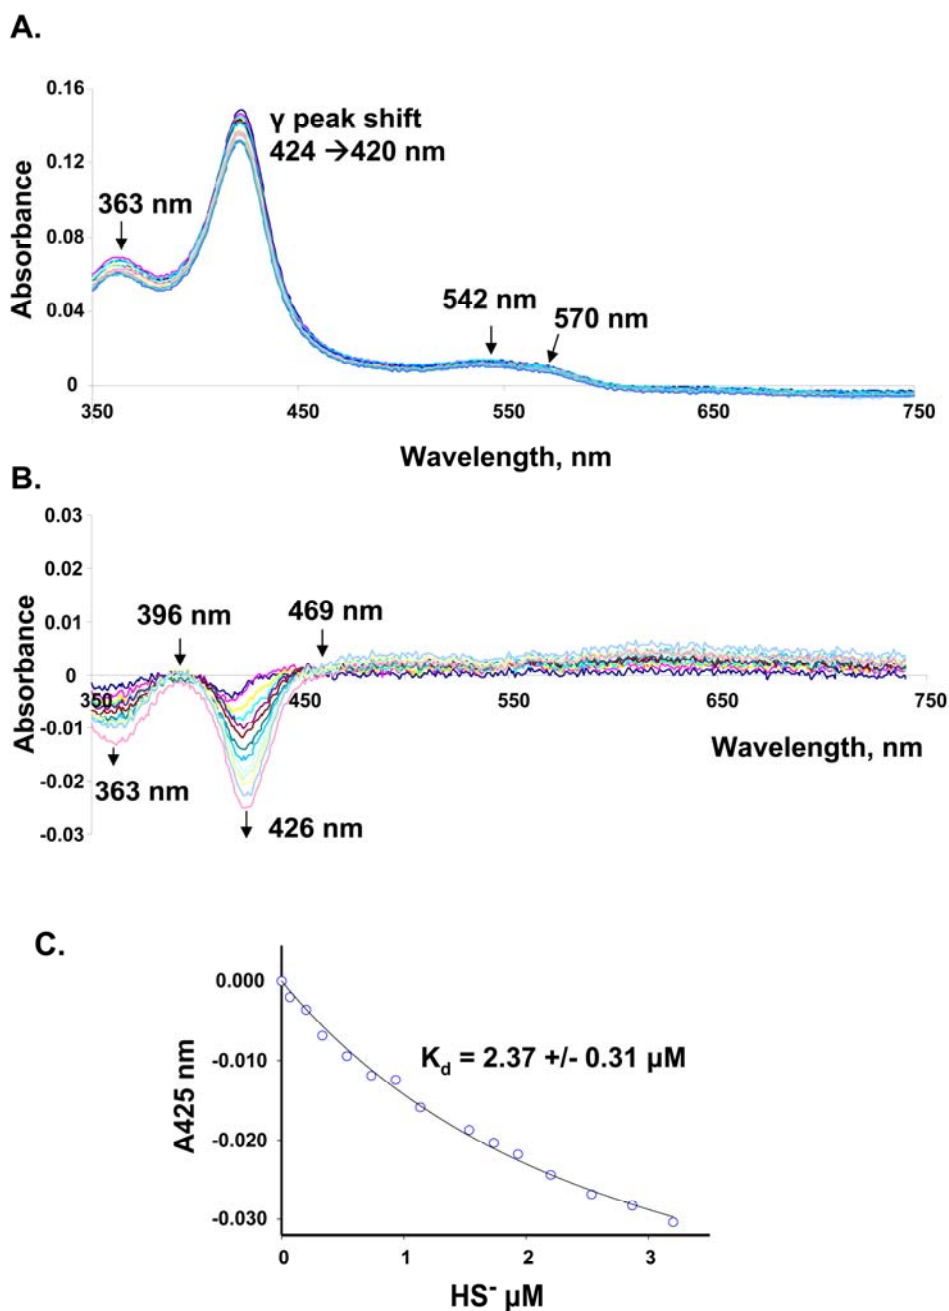 A.
0.16
0.12
0.08
0.04
0
Absorbance
γ peak shift
424 →420 nm
363 nm
542 nm
570 nm
350
450
550
650
750
Wavelength, nm
B.
0.03
0.02
0.01
0
-0.01
-0.02
-0.03
Absorbance
396 nm
469 nm
350
450
550
650
750
Wavelength, nm
363 nm
426 nm
C.
0.000
-0.010
-0.020
-0.030
A425 nm
Kd = 2.37 +/- 0.31 µM
0
1
2
3
HS- µM